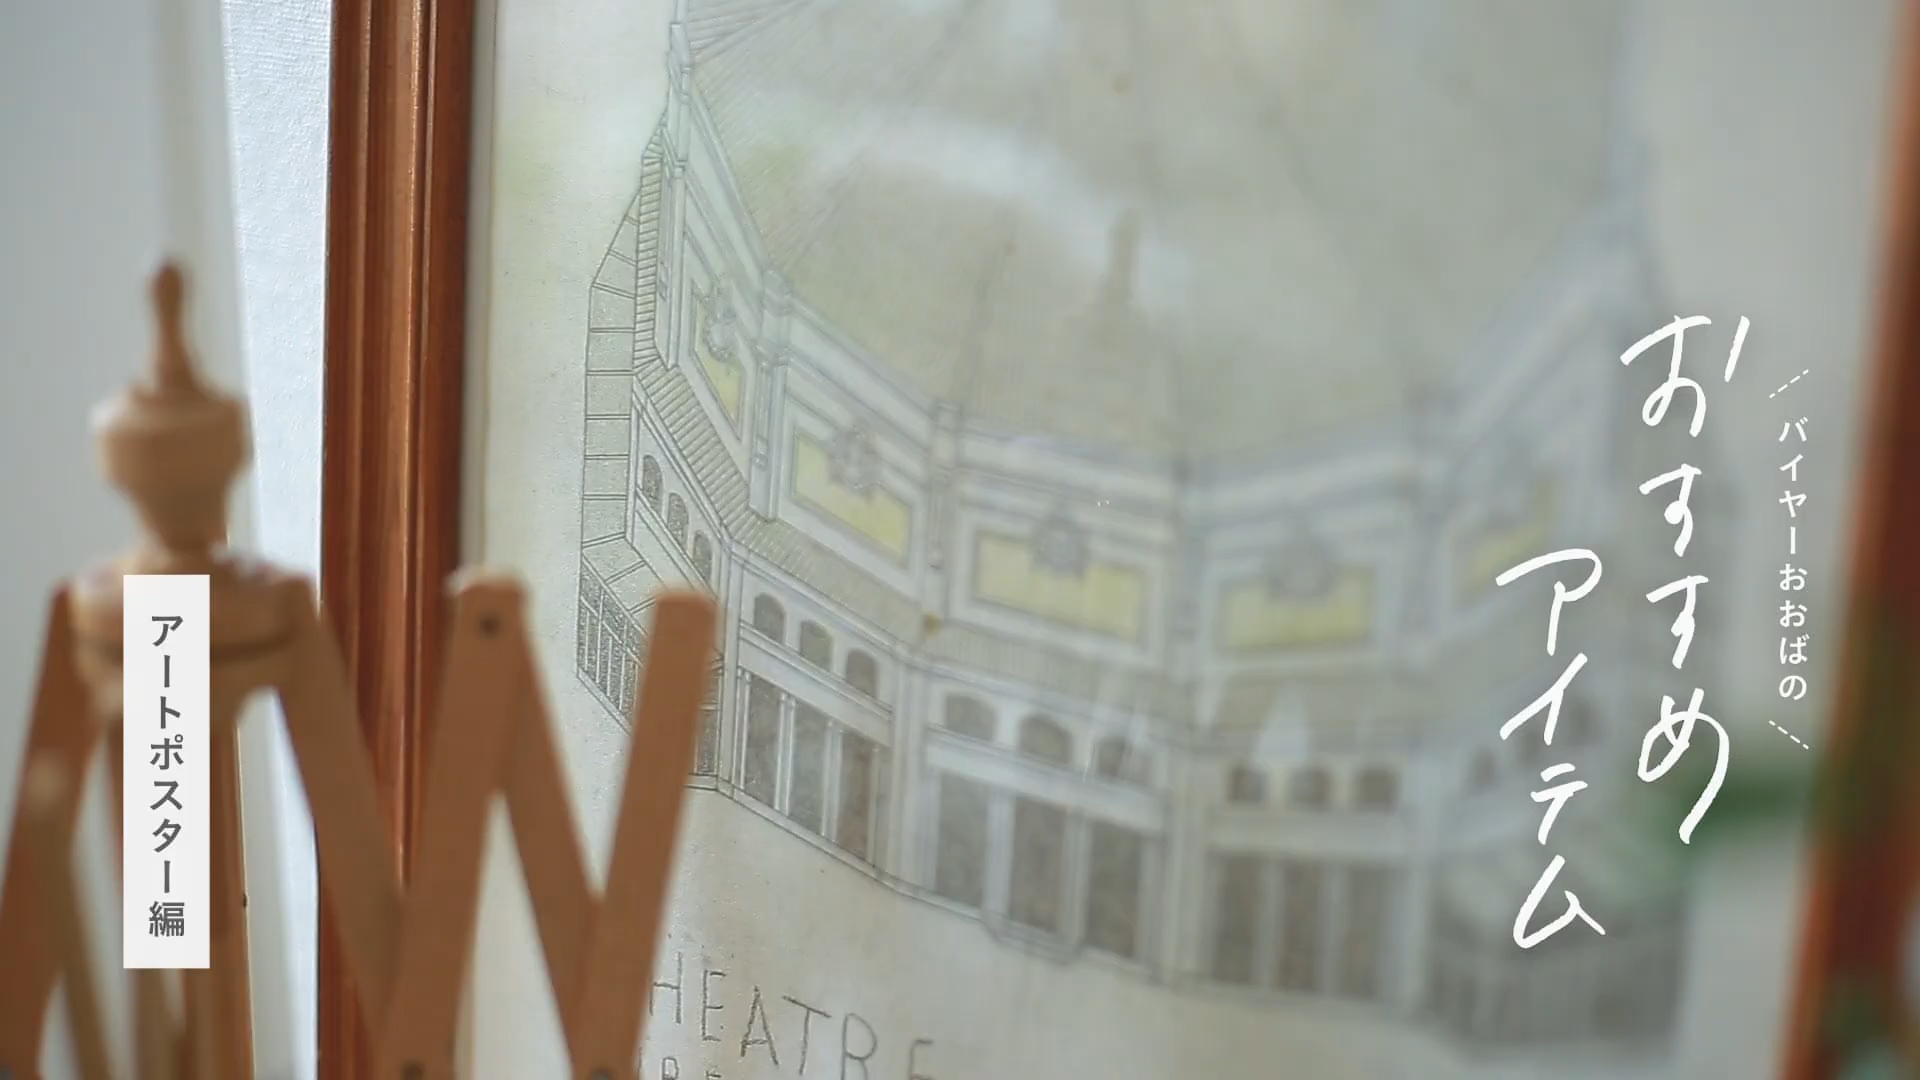 バイヤーおおばの
おすすめ
アイテム
アートポスター編
HEATRE